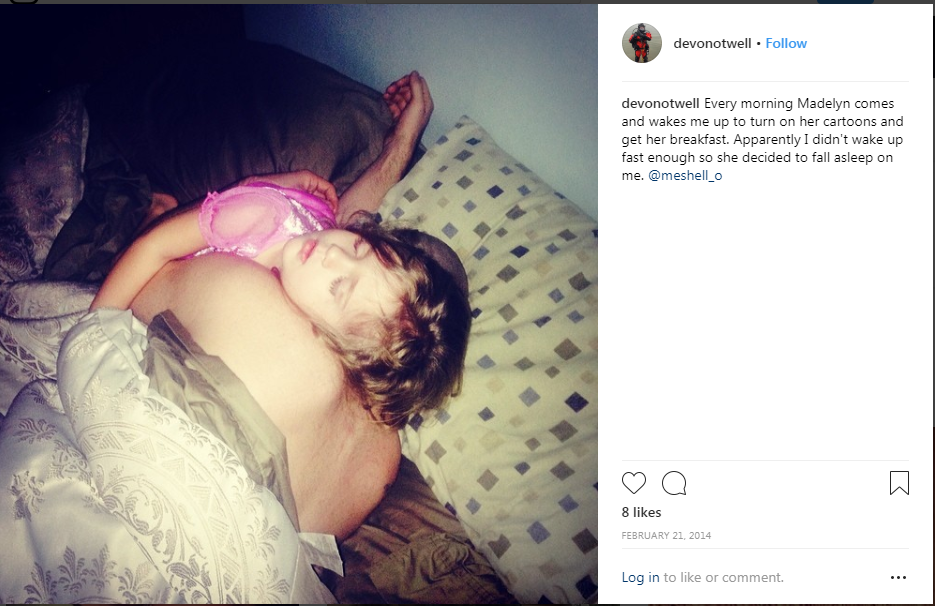 devonotwell • Follow
devonotwell Every morning Madelyn comes
and wakes me up to turn on her cartoons and
get her breakfast. Apparently I didn't wake up
fast enough so she decided to fall asleep on
me. @meshell_o
8 likes
FEBRUARY 21, 2014
Log in to like or comment.